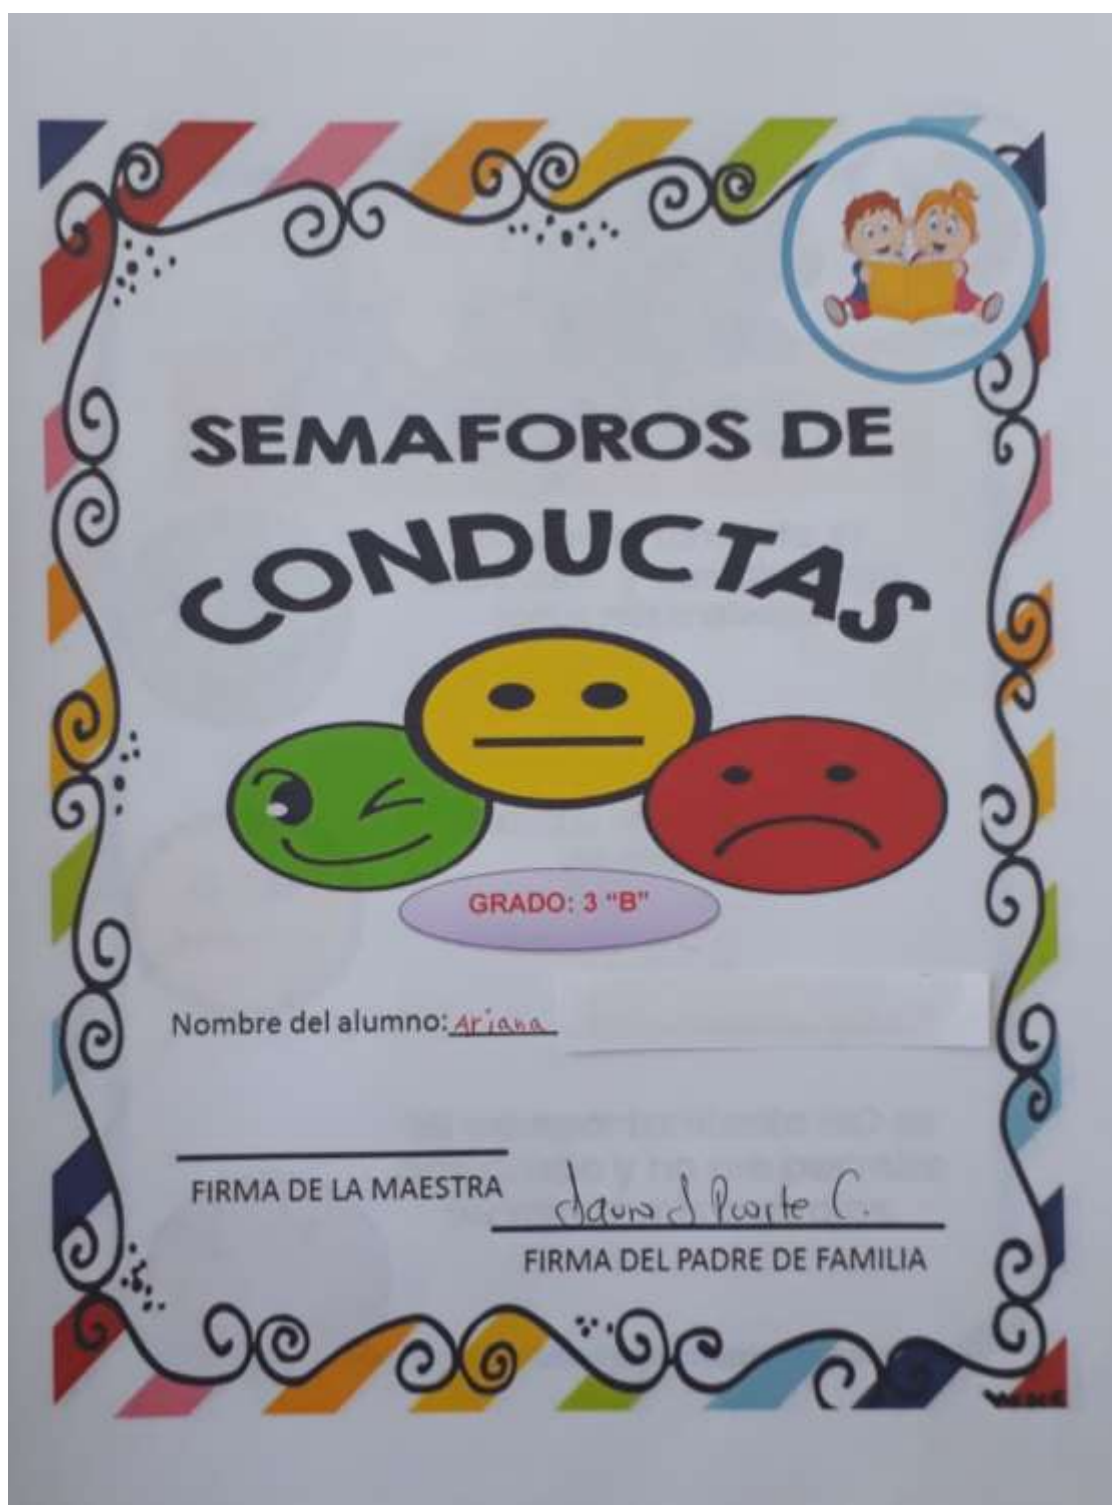 SEMAFOROS DE
CONDUCTAS
GRADO: 3 “B”
Nombre del alumno: Ariana
FIRMA DE LA MAESTRA
C.
FIRMA DEL PADRE DE FAMILIA